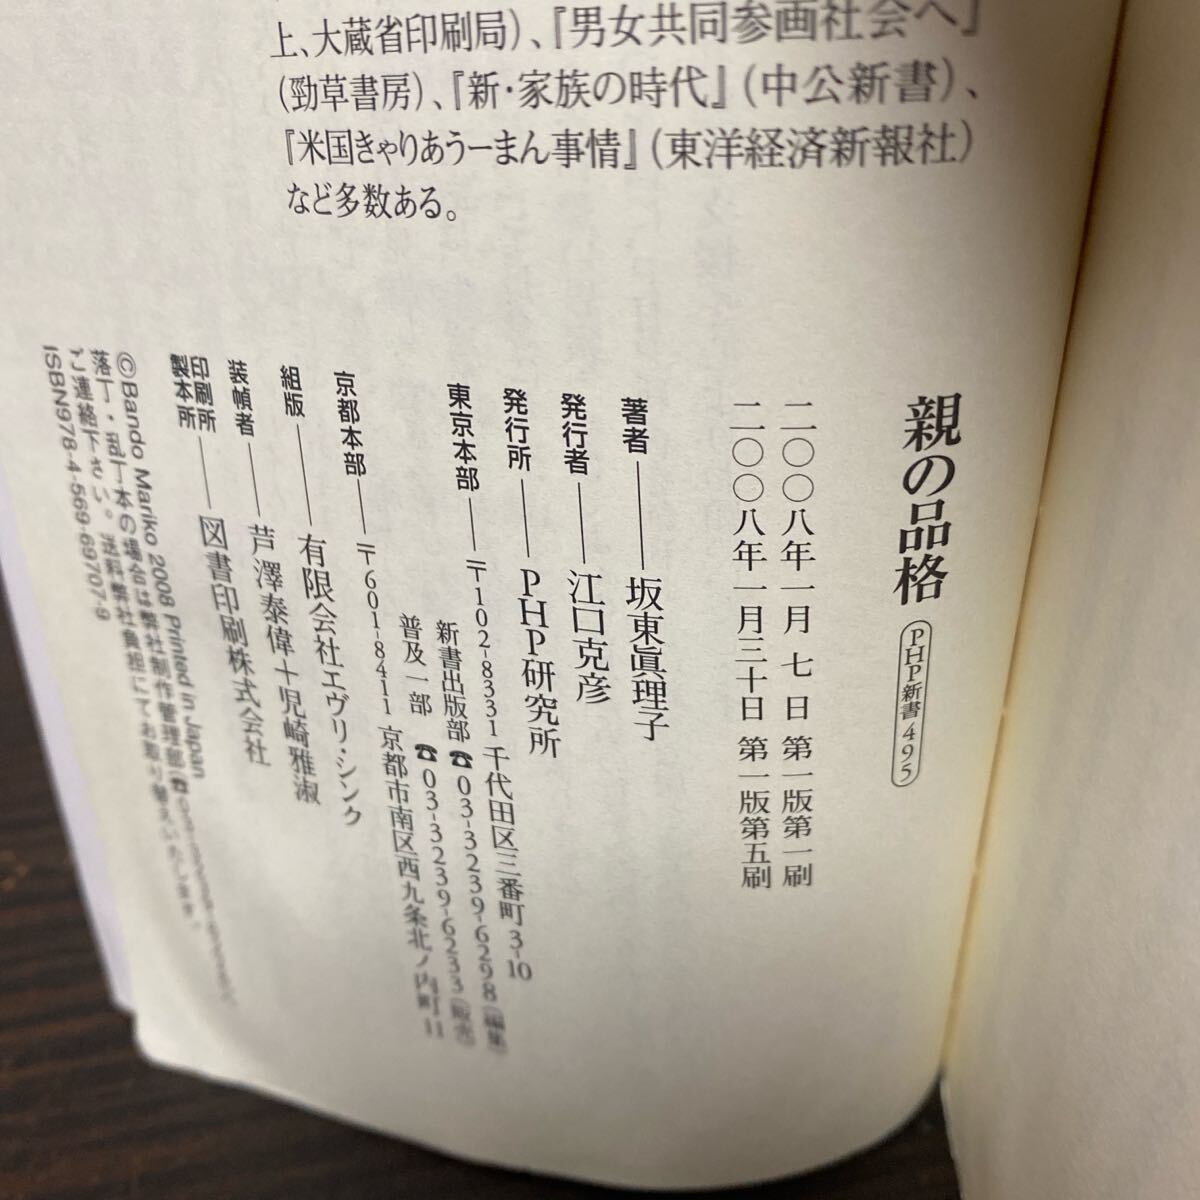 上、大蔵省印刷局)、『男女共同参画社会へ』
(勁草書房)、『新・家族の時代』(中公新書)、
『米国きゃりあうーまん事情』(東洋経済新報社)
など多数ある。
親の品格
PHP新書495
二〇〇八年一月 七 日 第一版第一刷
二〇〇八年一月三十日 第一版第五刷
著者――坂東眞理子
発行者――江口克彦
発行所――PHP研究所
東京本部――〒102-8331 千代田区三番町3-10
新書出版部 ☎03-3239-6298(編集)
普及一部 ☎03-3239-6233(販売)
京都本部――〒601-8411 京都市南区西九条北ノ内町11
組版――有限会社エヴリ・シンク
装幀者――芦澤泰偉+児崎雅淑
印刷所
製本所――図書印刷株式会社
©Bando Mariko 2008 Printed in Japan
落丁・乱丁本の場合は弊社制作管理部(☎03-3239-
ご連絡下さい。送料弊社負担にてお取り替えいたします。
ISBN978-4-569-69707-9